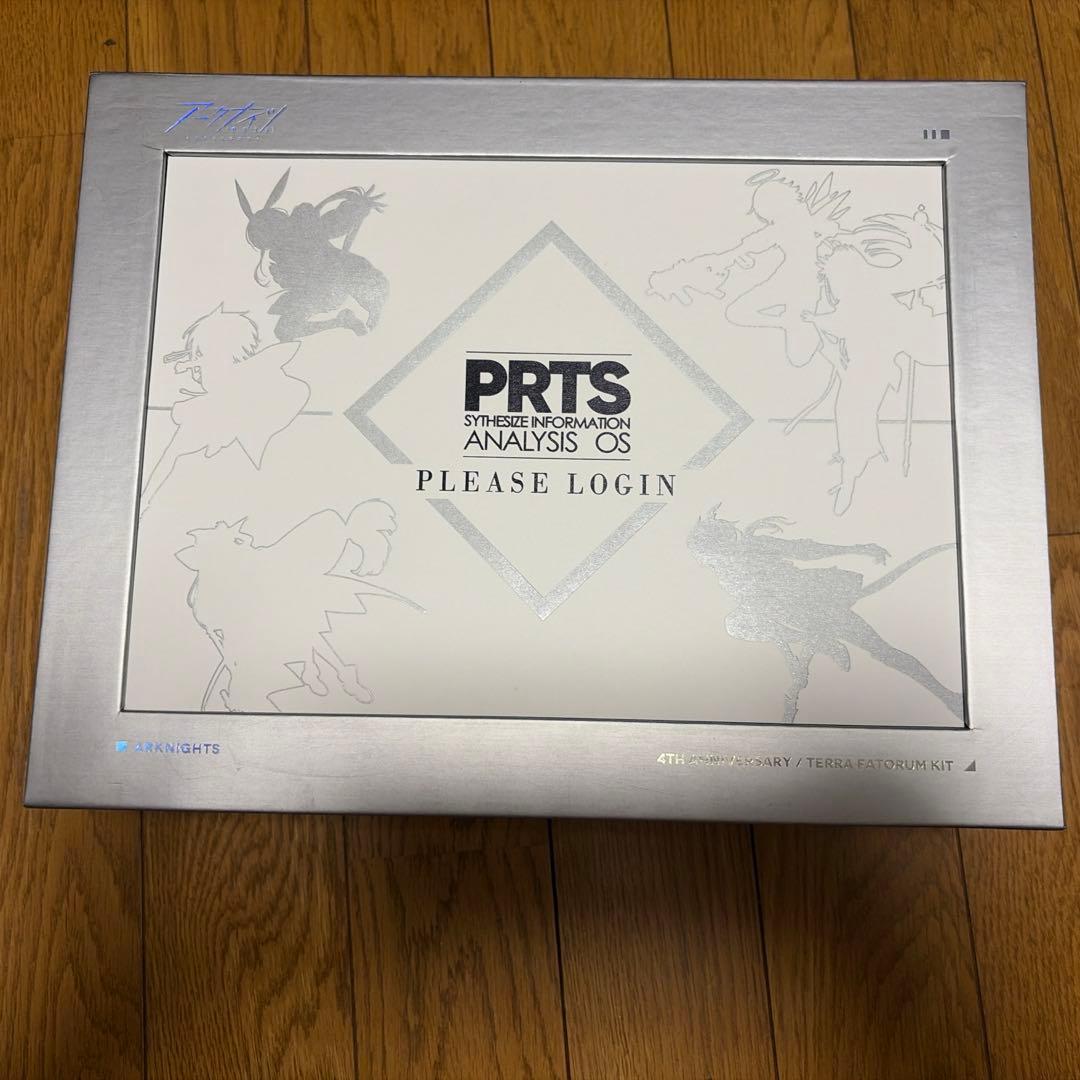 アークナイツ
PRTS
SYTHESIZE INFORMATION
ANALYSIS OS
PLEASE LOGIN
ARKNIGHTS
4TH ANNIVERSARY / TERRA FATORUM KIT